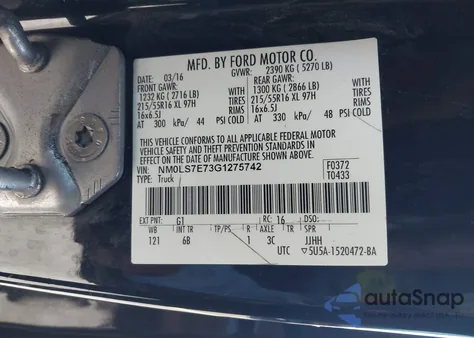 MFD. BY FORD MOTOR CO.
DATE: 03/16 GVWR: 2390 KG ( 5270 LB)
FRONT GAWR: REAR GAWR:
1232 KG ( 2716 LB) WITH 1300 KG ( 2866 LB) WITH
215/55R16 XL 97H TIRES 215/55R16 XL 97H TIRES
16x6.5J RIMS 16x6.5J RIMS
AT 300 kPa/ 44 PSI COLD AT 330 kPa/ 48 PSI COLD
THIS VEHICLE CONFORMS TO ALL APPLICABLE FEDERAL MOTOR
VEHICLE SAFETY AND THEFT PREVENTION STANDARDS IN EFFECT ON THE
DATE OF MANUFACTURE SHOWN ABOVE.
VIN: NM0LS7E73G1275742 F0372
TYPE: Truck T0433
EXT PNT: G1 RC: 16 DSO:
WB INT TR TP/PS R AXLE TR SPR
121 6B 1 3C JJHH
UTC 5U5A-1520472-BA
autoSnap